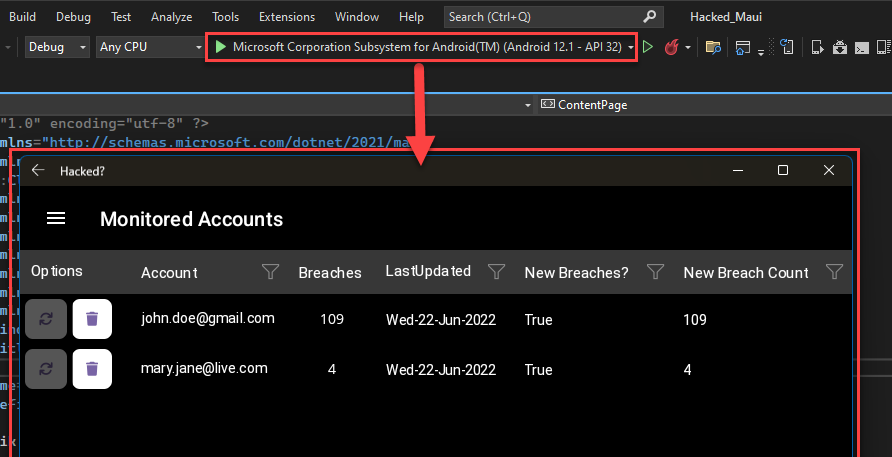 Build Test Analyze Tools Extensions Window Help Search (Ctrl+Q) Hacked_Maui
Debug Any CPU Microsoft Corporation Subsystem for Android(TM) (Android 12.1 - API 32)
ContentPage
"1.0" encoding="utf-8" ?>
mlns="http://schemas.microsoft.com/dotnet/2021/ma
Hacked?
Monitored Accounts
Options Account Breaches LastUpdated New Breaches? New Breach Count
john.doe@gmail.com 109 Wed-22-Jun-2022 True 109
mary.jane@live.com 4 Wed-22-Jun-2022 True 4